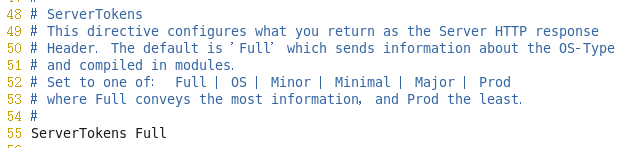 48 # ServerTokens
49 # This directive configures what you return as the Server HTTP response
50 # Header. The default is 'Full' which sends information about the OS-Type
51 # and compiled in modules.
52 # Set to one of: Full | OS | Minor | Minimal | Major | Prod
53 # where Full conveys the most information, and Prod the least.
54 #
55 ServerTokens Full